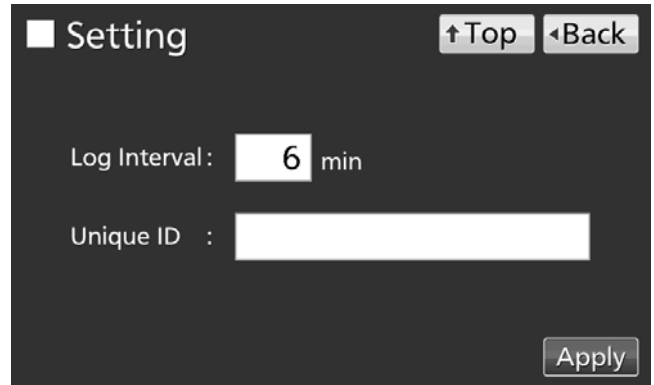 Setting
↑Top
◂Back
Log Interval: 6 min
Unique ID :
Apply